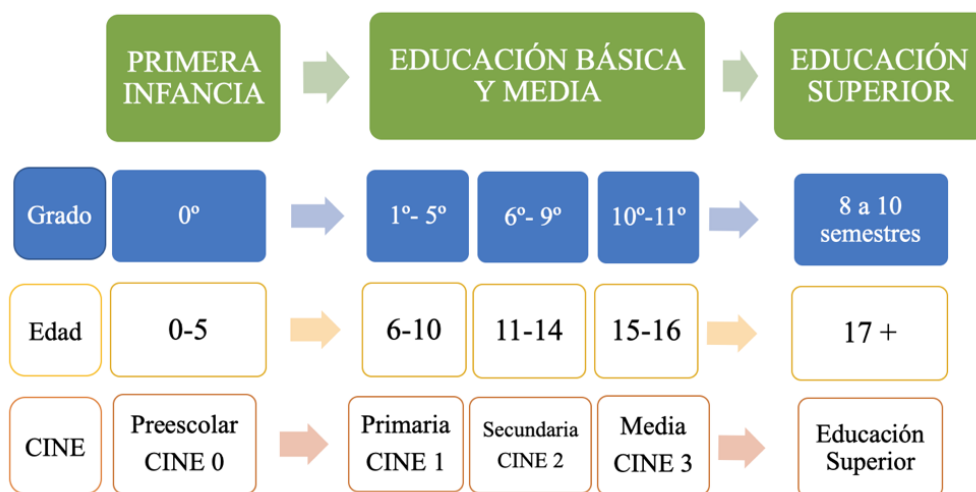 PRIMERA
INFANCIA
EDUCACIÓN BÁSICA
Y MEDIA
EDUCACIÓN
SUPERIOR
Grado
0º
1º- 5º
6º- 9º
10º-11º
8 a 10
semestres
Edad
0-5
6-10
11-14
15-16
17 +
CINE
Preescolar
CINE 0
Primaria
CINE 1
Secundaria
CINE 2
Media
CINE 3
Educación
Superior